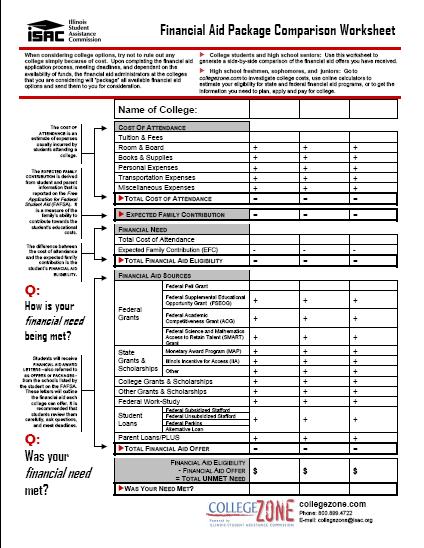 isac
Illinois
Student
Assistance
Commission
Financial Aid Package Comparison Worksheet
When considering college options, try not to rule out any
college simply because of cost. Upon completing the financial aid
application process, meeting deadlines, and dependent on the
availability of funds, the financial aid administrators at the colleges
that you are considering will "package" all available financial aid
options and send them to you for consideration.
► College students and high school seniors: Use this worksheet to
generate a side-by-side comparison of the financial aid offers you have received.
► High school freshmen, sophomores, and juniors: Go to
collegezone.com to investigate college costs, use online calculators to
estimate your eligibility for state and federal financial programs, or to get the
information you need to plan, apply and pay for college.
Name of College:
The COST OF
ATTENDANCE is an
estimate of expenses
usually incurred by
students attending a
college.
COST OF ATTENDANCE
Tuition & Fees
Room & Board + + +
Books & Supplies + + +
Personal Expenses + + +
Transportation Expenses + + +
Miscellaneous Expenses + + +
►TOTAL COST OF ATTENDANCE = = =
The EXPECTED FAMILY
CONTRIBUTION is derived
from student and parent
information that is
reported on the Free
Application for Federal
Student Aid (FAFSA). It
is a measure of the
family's ability to
contribute towards the
student's educational
costs.
►EXPECTED FAMILY CONTRIBUTION = = =
The difference between
the cost of attendance
and the expected family
contribution is the
student's FINANCIAL AID
ELIGIBILITY.
FINANCIAL NEED
Total Cost of Attendance
Expected Family Contribution (EFC) - - -
►TOTAL FINANCIAL AID ELIGIBILITY = = =
Q:
How is your
financial need
being met?
Students will receive
FINANCIAL AID AWARD
LETTERS - also referred to
as OFFERS or PACKAGES -
from the schools listed by
the student on the FAFSA.
These letters will outline
the financial aid each
college can offer. It is
recommended that
students review them
carefully, ask questions,
and meet deadlines.
Q:
Was your
financial need
met?
FINANCIAL AID SOURCES
Federal
Grants
Federal Pell Grant
Federal Supplemental Educational
Opportunity Grant (FSEOG) + + +
Federal Academic
Competitiveness Grant (ACG) + + +
Federal Science and Mathematics
Access to Retain Talent (SMART)
Grant + + +
State
Grants &
Scholarships
Monetary Award Program (MAP) + + +
Illinois Incentive for Access (IIA) + + +
Other + + +
College Grants & Scholarships + + +
Other Grants & Scholarships + + +
Federal Work-Study + + +
Student
Loans
Federal Subsidized Stafford
Federal Unsubsidized Stafford
Federal Perkins
Alternative Loan
+ + +
Parent Loans/PLUS + + +
►TOTAL FINANCIAL AID OFFER = = =
FINANCIAL AID ELIGIBILITY
- FINANCIAL AID OFFER
= TOTAL UNMET NEED
$ $ $
►WAS YOUR NEED MET?
COLLEGE ZONE
Powered by
ILLINOIS STUDENT ASSISTANCE COMMISSION
collegezone.com
Phone: 800.899.4722
E-mail: collegezone@isac.org